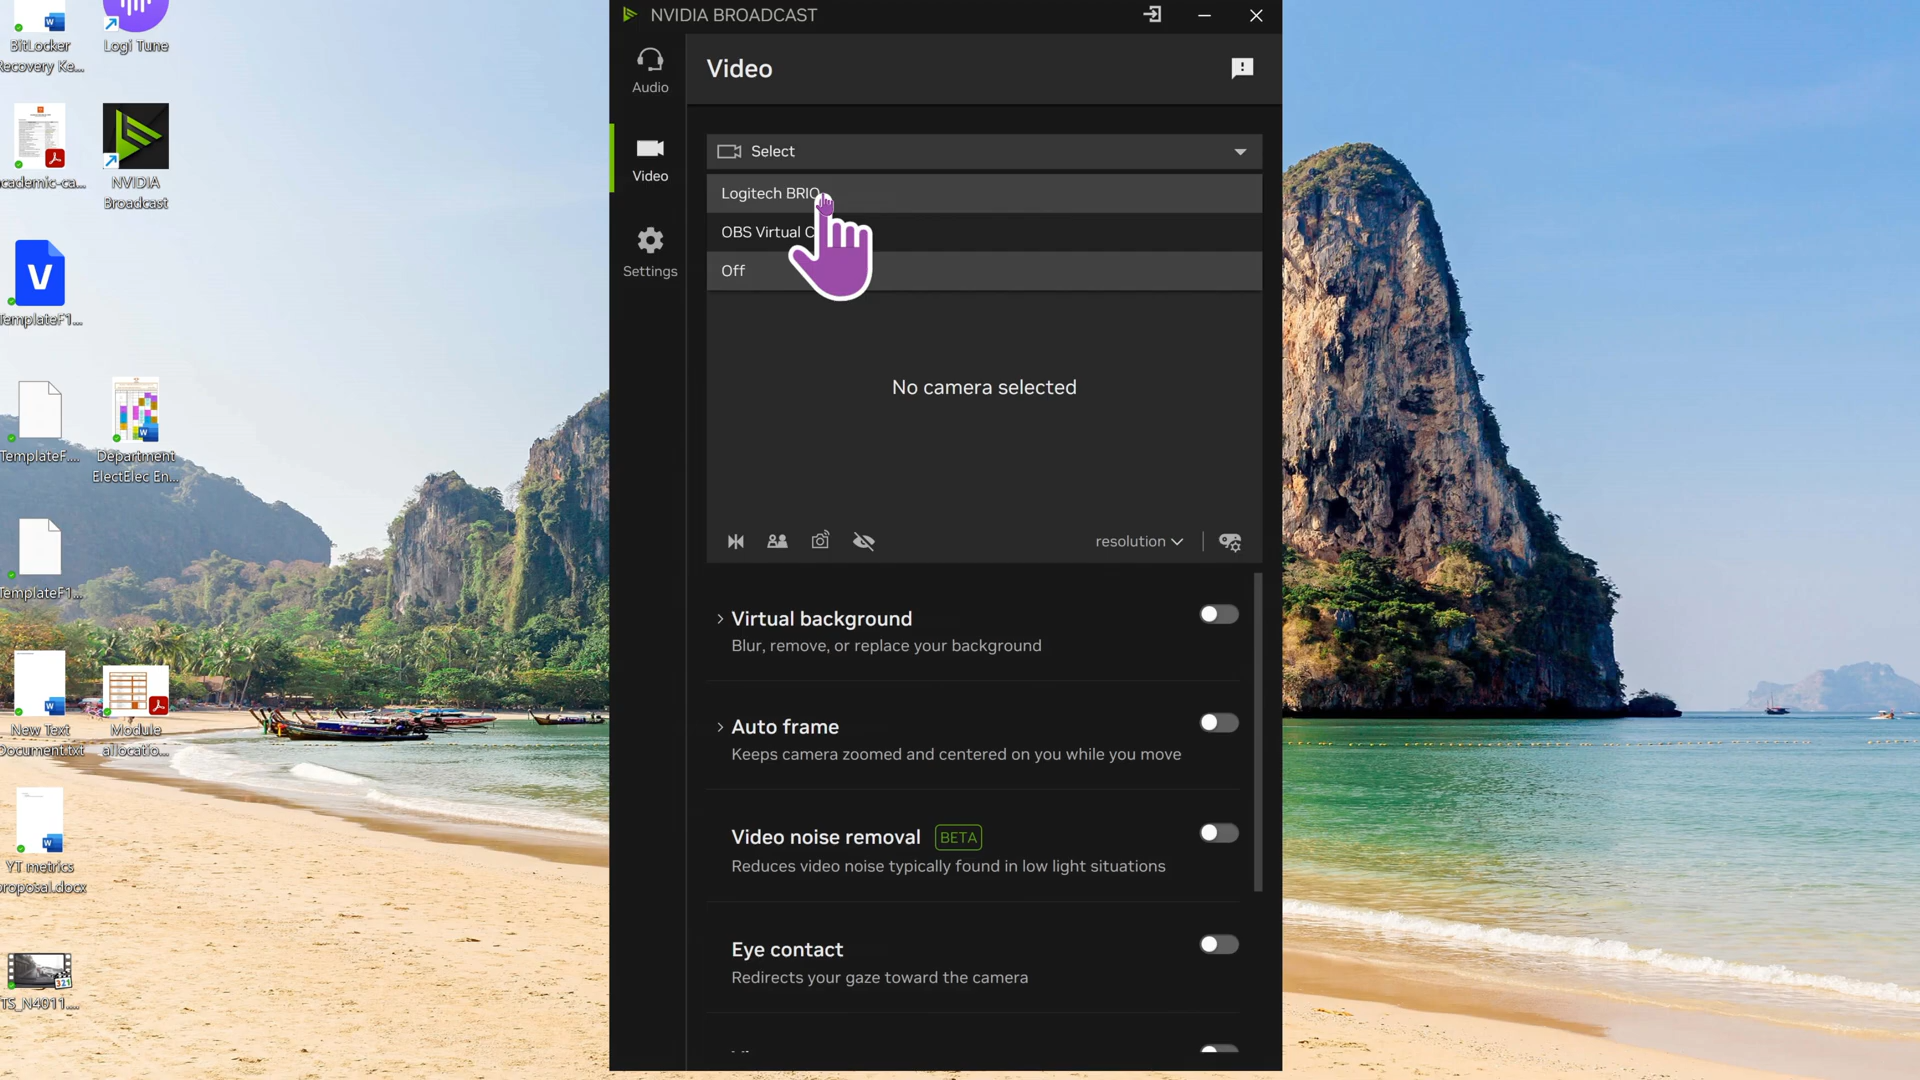 NVIDIA BROADCAST
Audio
Video
Settings
Video
Select
Logitech BRIO
OBS Virtual C
Off
No camera selected
resolution
Virtual background
Blur, remove, or replace your background
Auto frame
Keeps camera zoomed and centered on you while you move
Video noise removal BETA
Reduces video noise typically found in low light situations
Eye contact
Redirects your gaze toward the camera
BitLocker
Recovery Ke...
Logi Tune
academic-ca...
NVIDIA
Broadcast
V
TemplateF1...
TemplateF...
Department
ElectElec En...
TemplateF1...
New Text
Document.txt
Module
allocatio...
YT metrics
proposal.docx
321
TS_N4011....